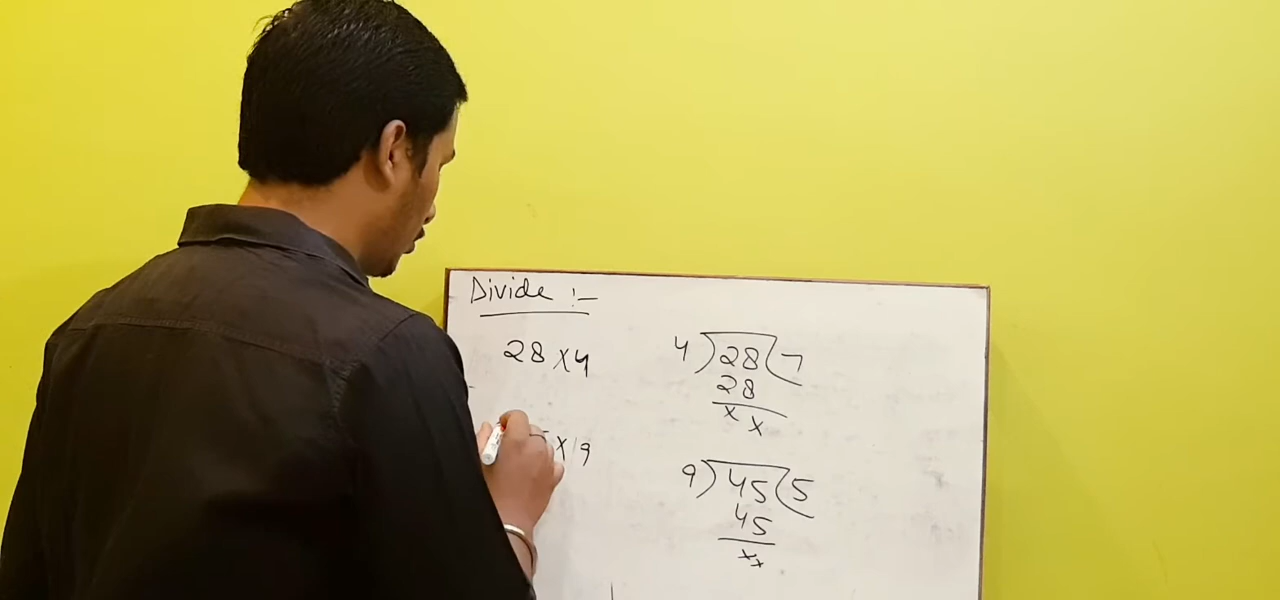 Divide :-
28 x 4
4)28(7
28
x x
x 9
9)45(5
45
x x